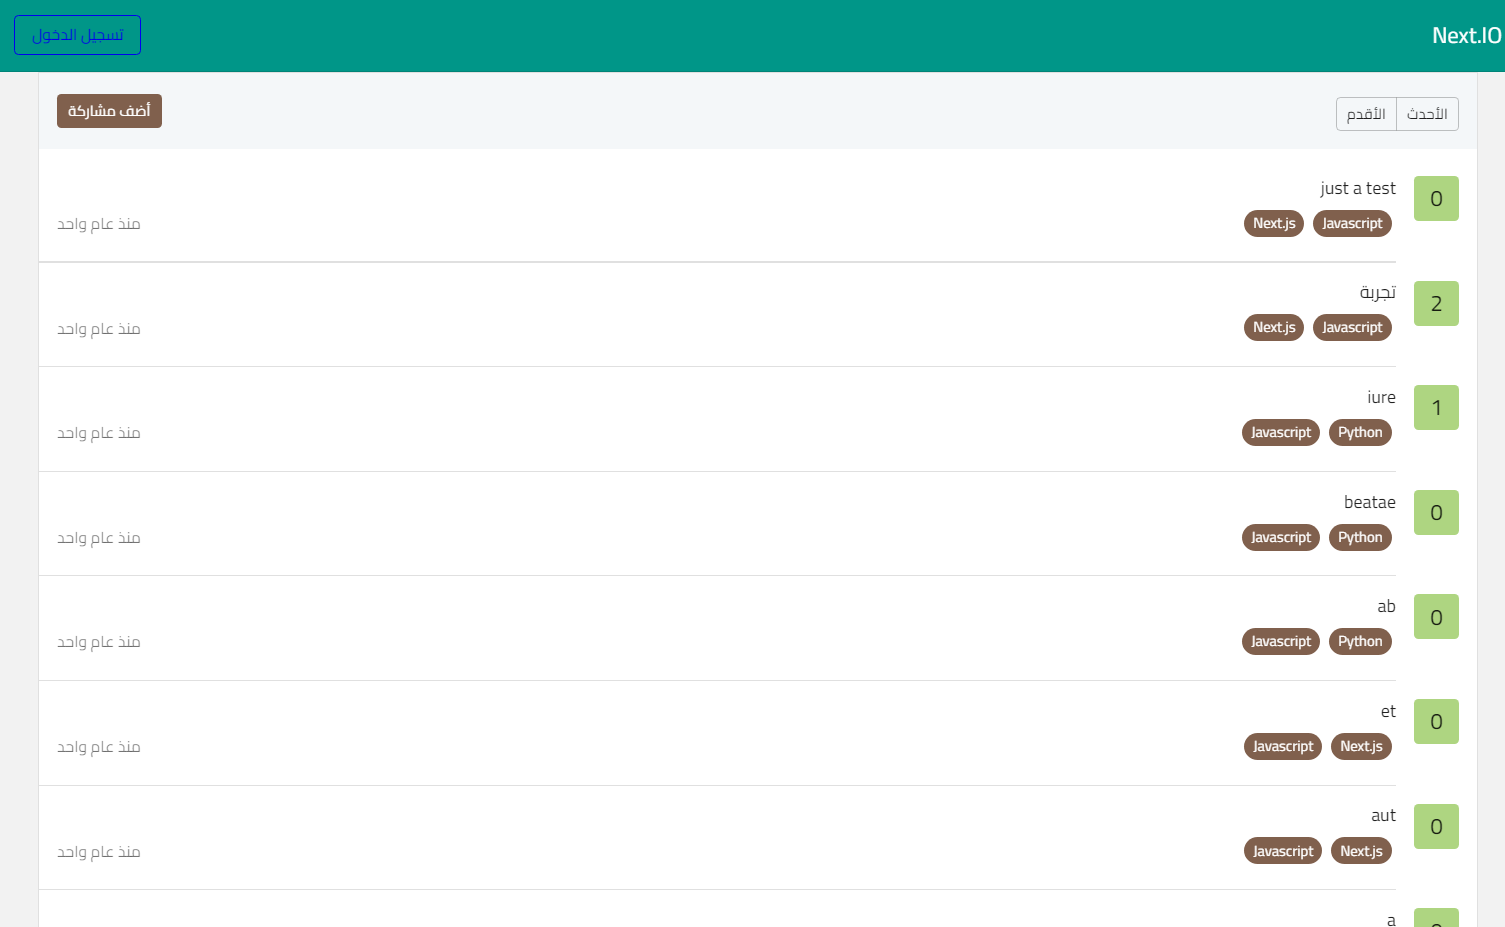 Next.IO
تسجيل الدخول
الأحدث
الأقدم
أضف مشاركة
0
just a test
Javascript Next.js
منذ عام واحد
2
تجربة
Javascript Next.js
منذ عام واحد
1
iure
Python Javascript
منذ عام واحد
0
beatae
Python Javascript
منذ عام واحد
0
ab
Python Javascript
منذ عام واحد
0
et
Next.js Javascript
منذ عام واحد
0
aut
Next.js Javascript
منذ عام واحد
a